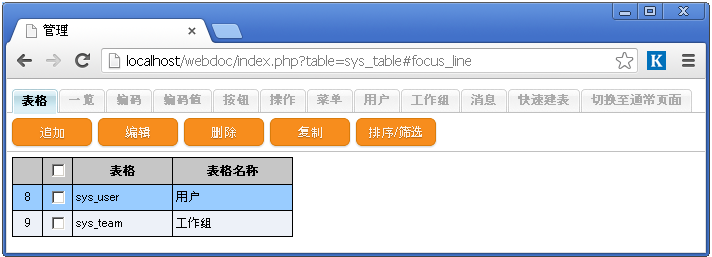 管理
localhost/webdoc/index.php?table=sys_table#focus_line
K
表格 一览 编码 编码值 按钮 操作 菜单 用户 工作组 消息 快速建表 切换至通常页面
追加 编辑 删除 复制 排序/筛选
表格 表格名称
8 sys_user 用户
9 sys_team 工作组